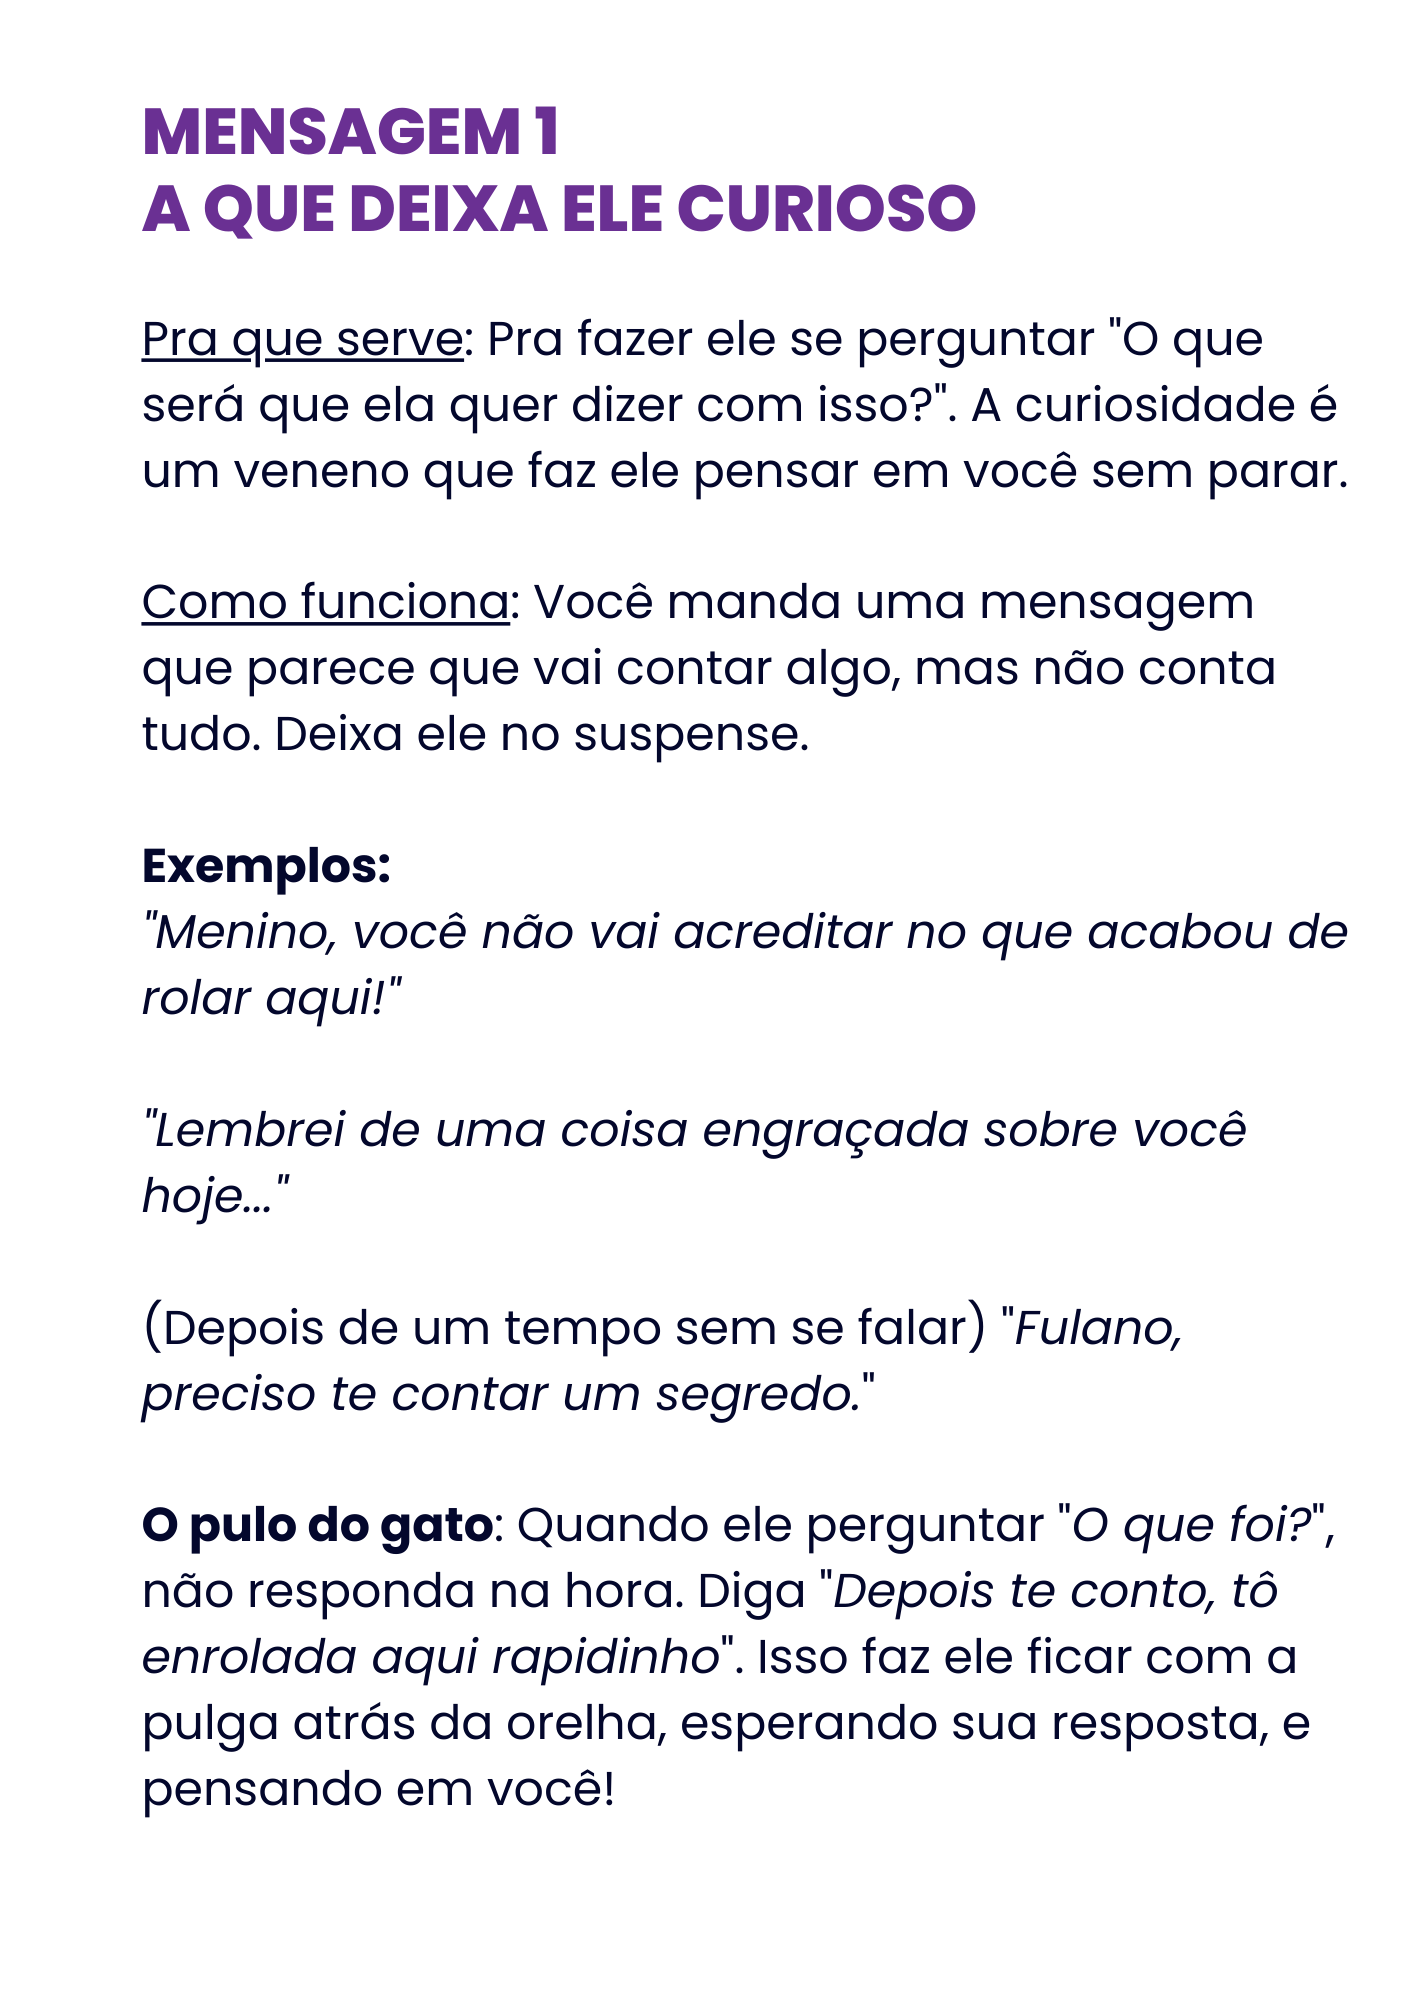 MENSAGEM 1
A QUE DEIXA ELE CURIOSO
Pra que serve: Pra fazer ele se perguntar "O que
será que ela quer dizer com isso?". A curiosidade é
um veneno que faz ele pensar em você sem parar.
Como funciona: Você manda uma mensagem
que parece que vai contar algo, mas não conta
tudo. Deixa ele no suspense.
Exemplos:
"Menino, você não vai acreditar no que acabou de
rolar aqui!"
"Lembrei de uma coisa engraçada sobre você
hoje..."
(Depois de um tempo sem se falar) "Fulano,
preciso te contar um segredo."
O pulo do gato: Quando ele perguntar "O que foi?",
não responda na hora. Diga "Depois te conto, tô
enrolada aqui rapidinho". Isso faz ele ficar com a
pulga atrás da orelha, esperando sua resposta, e
pensando em você!